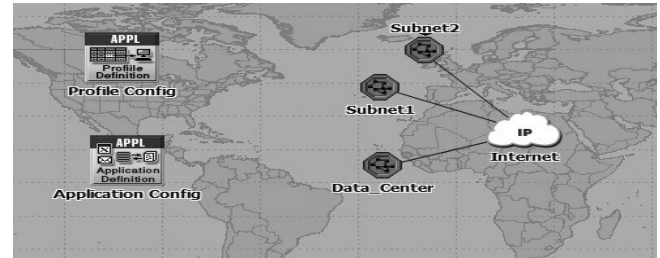 Subnet2
APPL
Profile
Definition
Profile Config
Subnet1
IP
Internet
APPL
Application
Definition
Data_Center
Application Config